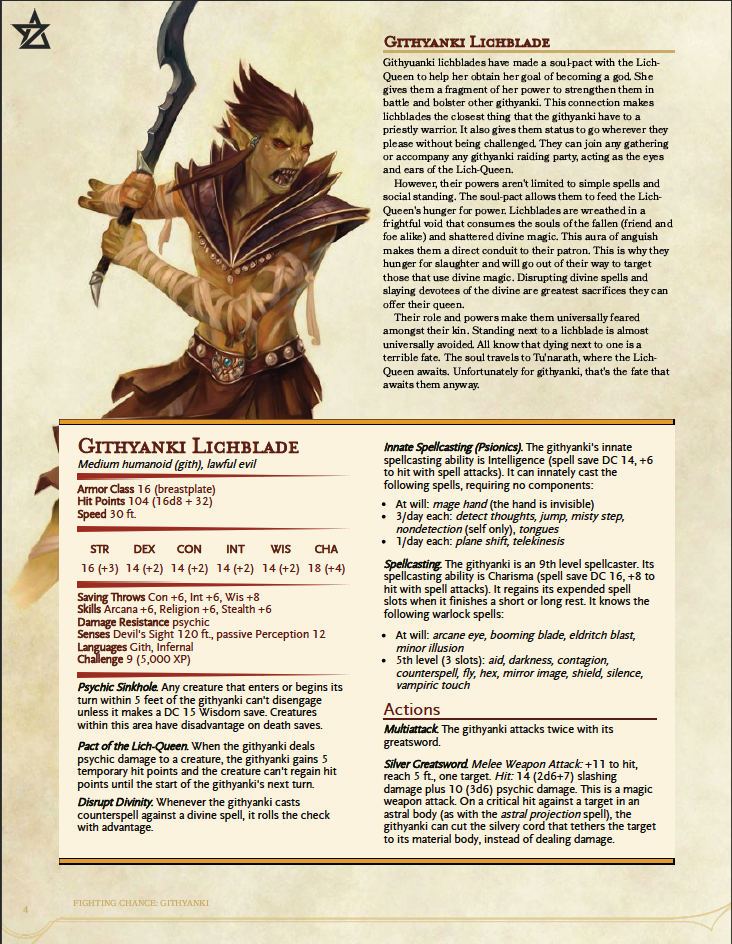 GITHYANKI LICHBLADE
Githyuanki lichblades have made a soul-pact with the Lich-
Queen to help her obtain her goal of becoming a god. She
gives them a fragment of her power to strengthen them in
battle and bolster other githyanki. This connection makes
lichblades the closest thing that the githyanki have to a
priestly warrior. It also gives them status to go wherever they
please without being challenged. They can join any gathering
or accompany any githyanki raiding party, acting as the eyes
and ears of the Lich-Queen.
However, their powers aren't limited to simple spells and
social standing. The soul-pact allows them to feed the Lich-
Queen's hunger for power. Lichblades are wreathed in a
frightful void that consumes the souls of the fallen (friend and
foe alike) and shattered divine magic. This aura of anguish
makes them a direct conduit to their patron. This is why they
hunger for slaughter and will go out of their way to target
those that use divine magic. Disrupting divine spells and
slaying devotees of the divine are greatest sacrifices they can
offer their queen.
Their role and powers make them universally feared
amongst their kin. Standing next to a lichblade is almost
universally avoided. All know that dying next to one is a
terrible fate. The soul travels to Tu'narath, where the Lich-
Queen awaits. Unfortunately for githyanki, that's the fate that
awaits them anyway.
GITHYANKI LICHBLADE
Medium humanoid (gith), lawful evil
Armor Class 16 (breastplate)
Hit Points 104 (16d8 + 32)
Speed 30 ft.
STR DEX CON INT WIS CHA
16 (+3) 14 (+2) 14 (+2) 14 (+2) 14 (+2) 18 (+4)
Saving Throws Con +6, Int +6, Wis +8
Skills Arcana +6, Religion +6, Stealth +6
Damage Resistance psychic
Senses Devil's Sight 120 ft., passive Perception 12
Languages Gith, Infernal
Challenge 9 (5,000 XP)
Psychic Sinkhole. Any creature that enters or begins its
turn within 5 feet of the githyanki can't disengage
unless it makes a DC 15 Wisdom save. Creatures
within this area have disadvantage on death saves.
Pact of the Lich-Queen. When the githyanki deals
psychic damage to a creature, the githyanki gains 5
temporary hit points and the creature can't regain hit
points until the start of the githyanki's next turn.
Disrupt Divinity. Whenever the githyanki casts
counterspell against a divine spell, it rolls the check
with advantage.
Innate Spellcasting (Psionics). The githyanki's innate
spellcasting ability is Intelligence (spell save DC 14, +6
to hit with spell attacks). It can innately cast the
following spells, requiring no components:
• At will: mage hand (the hand is invisible)
• 3/day each: detect thoughts, jump, misty step,
nondetection (self only), tongues
• 1/day each: plane shift, telekinesis
Spellcasting. The githyanki is an 9th level spellcaster. Its
spellcasting ability is Charisma (spell save DC 16, +8 to
hit with spell attacks). It regains its expended spell
slots when it finishes a short or long rest. It knows the
following warlock spells:
• At will: arcane eye, booming blade, eldritch blast,
minor illusion
• 5th level (3 slots): aid, darkness, contagion,
counterspell, fly, hex, mirror image, shield, silence,
vampiric touch
Actions
Multiattack. The githyanki attacks twice with its
greatsword.
Silver Greatsword. Melee Weapon Attack: +11 to hit,
reach 5 ft., one target. Hit: 14 (2d6+7) slashing
damage plus 10 (3d6) psychic damage. This is a magic
weapon attack. On a critical hit against a target in an
astral body (as with the astral projection spell), the
githyanki can cut the silvery cord that tethers the target
to its material body, instead of dealing damage.
4
FIGHTING CHANCE: GITHYANKI